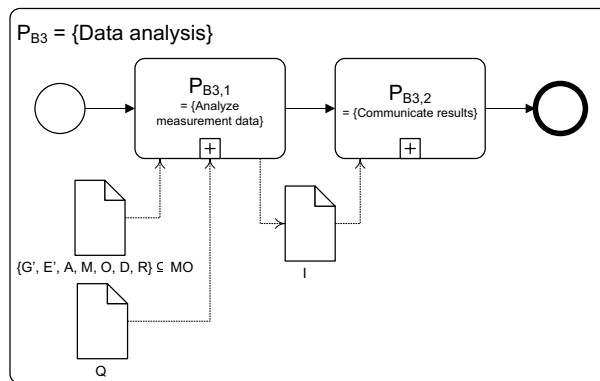 P_B3 = {Data analysis}
P_B3,1
= {Analyze
measurement data}
P_B3,2
= {Communicate results}
{G’, E’, A, M, O, D, R} ⊆ MO
I
Q